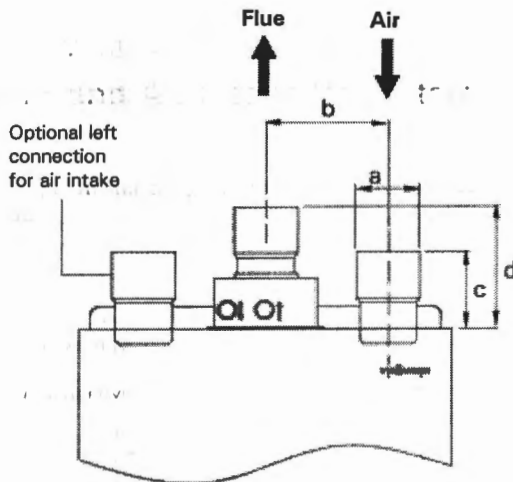 Flue
Air
b
Optional left
connection
for air intake
a
c
d